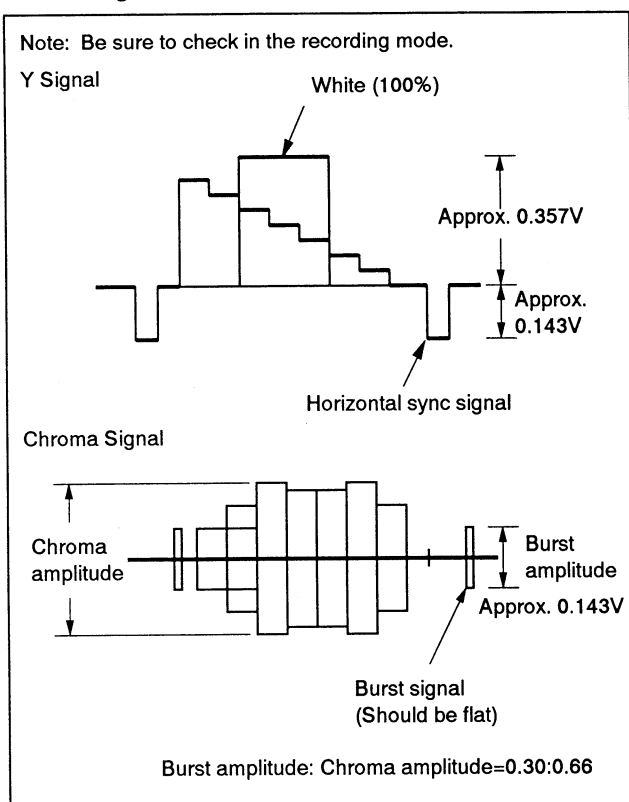 Note: Be sure to check in the recording mode.
Y Signal
White (100%)
Approx. 0.357V
Approx.
0.143V
Horizontal sync signal
Chroma Signal
Chroma
amplitude
Burst
amplitude
Approx. 0.143V
Burst signal
(Should be flat)
Burst amplitude: Chroma amplitude=0.30:0.66